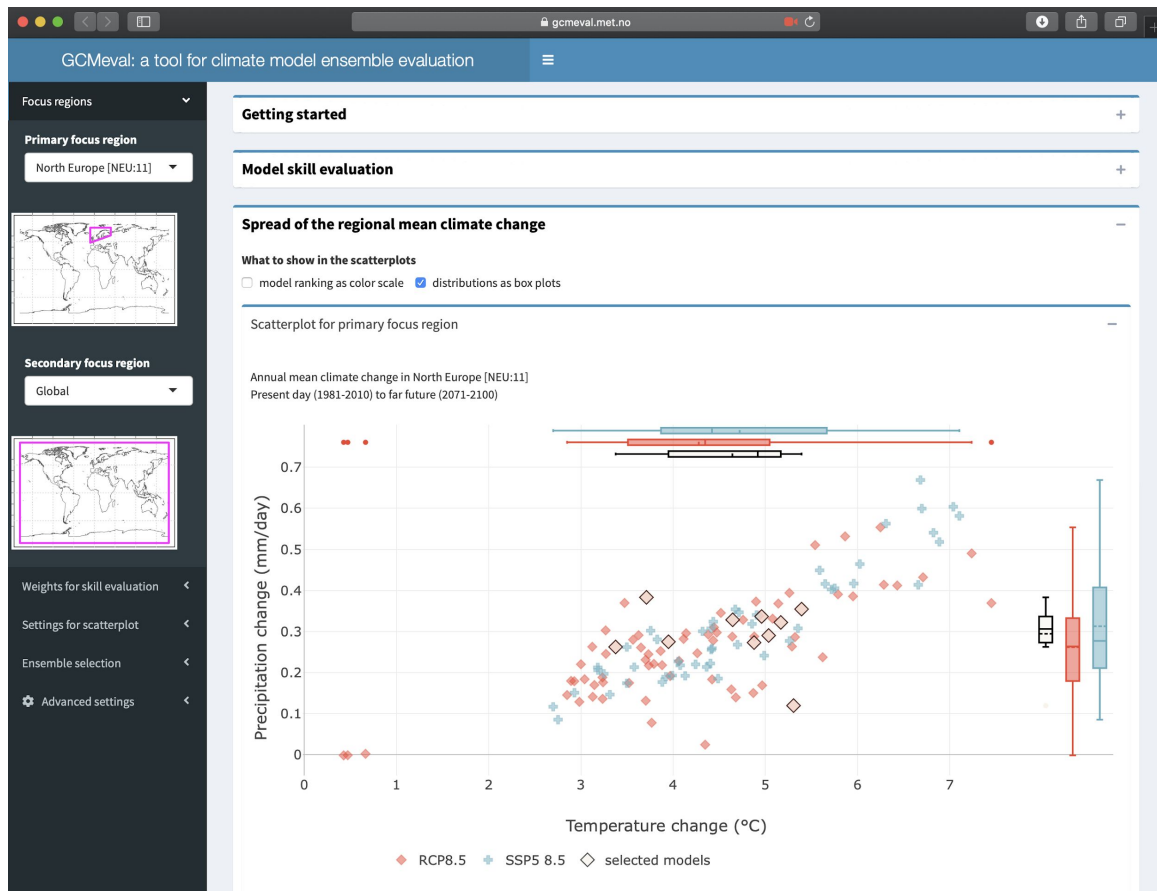 gcmeval.met.no
GCMeval: a tool for climate model ensemble evaluation
Focus regions
Primary focus region
North Europe [NEU:11]
Secondary focus region
Global
Weights for skill evaluation
Settings for scatterplot
Ensemble selection
Advanced settings
Getting started
Model skill evaluation
Spread of the regional mean climate change
What to show in the scatterplots
model ranking as color scale distributions as box plots
Scatterplot for primary focus region
Annual mean climate change in North Europe [NEU:11]
Present day (1981-2010) to far future (2071-2100)
Precipitation change (mm/day)
0.7
0.6
0.5
0.4
0.3
0.2
0.1
0
0 1 2 3 4 5 6 7
Temperature change (°C)
RCP8.5 SSP5 8.5 selected models